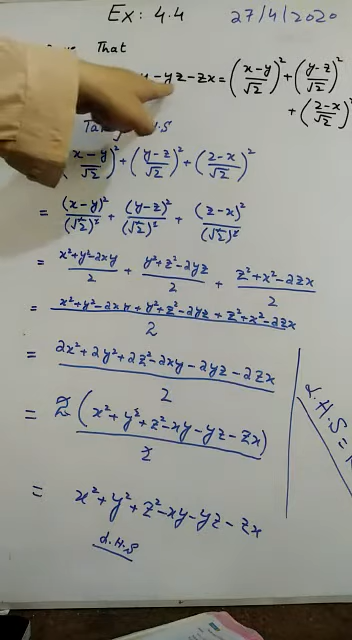 Ex: 4.4 27/4/2020
That
y - yz - zx = (x-y/√2)² + (y-z/√2)²
+ (z-x/√2)²
(x-y/√2)² + (y-z/√2)² + (z-x/√2)²
= (x-y)²/(√2)² + (y-z)²/(√2)² + (z-x)²/(√2)²
= x²+y²-2xy/2 + y²+z²-2yz/2 + z²+x²-2zx/2
= x²+y²-2xy+y²+z²-2yz+z²+x²-2zx/2
= 2x²+2y²+2z²-2xy-2yz-2zx/2
= 2(x²+y²+z²-xy-yz-zx)/2
= x²+y²+z²-xy-yz-zx
L.H.S
L.H.S =